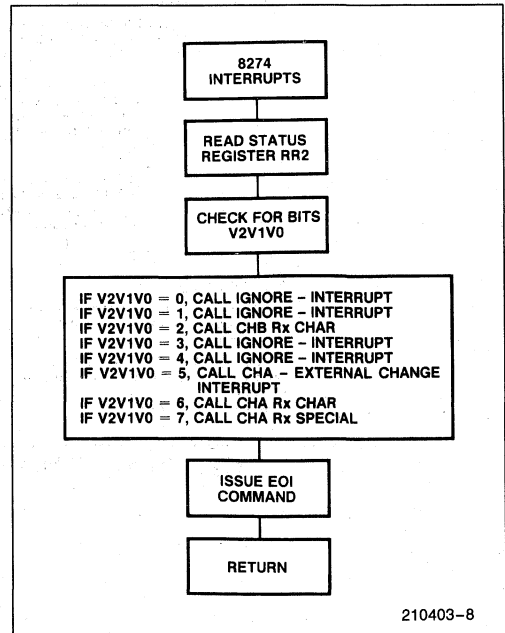 8274
INTERRUPTS
READ STATUS
REGISTER RR2
CHECK FOR BITS
V2V1V0
IF V2V1V0 = 0, CALL IGNORE – INTERRUPT
IF V2V1V0 = 1, CALL IGNORE – INTERRUPT
IF V2V1V0 = 2, CALL CHB Rx CHAR
IF V2V1V0 = 3, CALL IGNORE – INTERRUPT
IF V2V1V0 = 4, CALL IGNORE – INTERRUPT
IF V2V1V0 = 5, CALL CHA – EXTERNAL CHANGE
INTERRUPT
IF V2V1V0 = 6, CALL CHA Rx CHAR
IF V2V1V0 = 7, CALL CHA Rx SPECIAL
ISSUE EOI
COMMAND
RETURN
210403–8